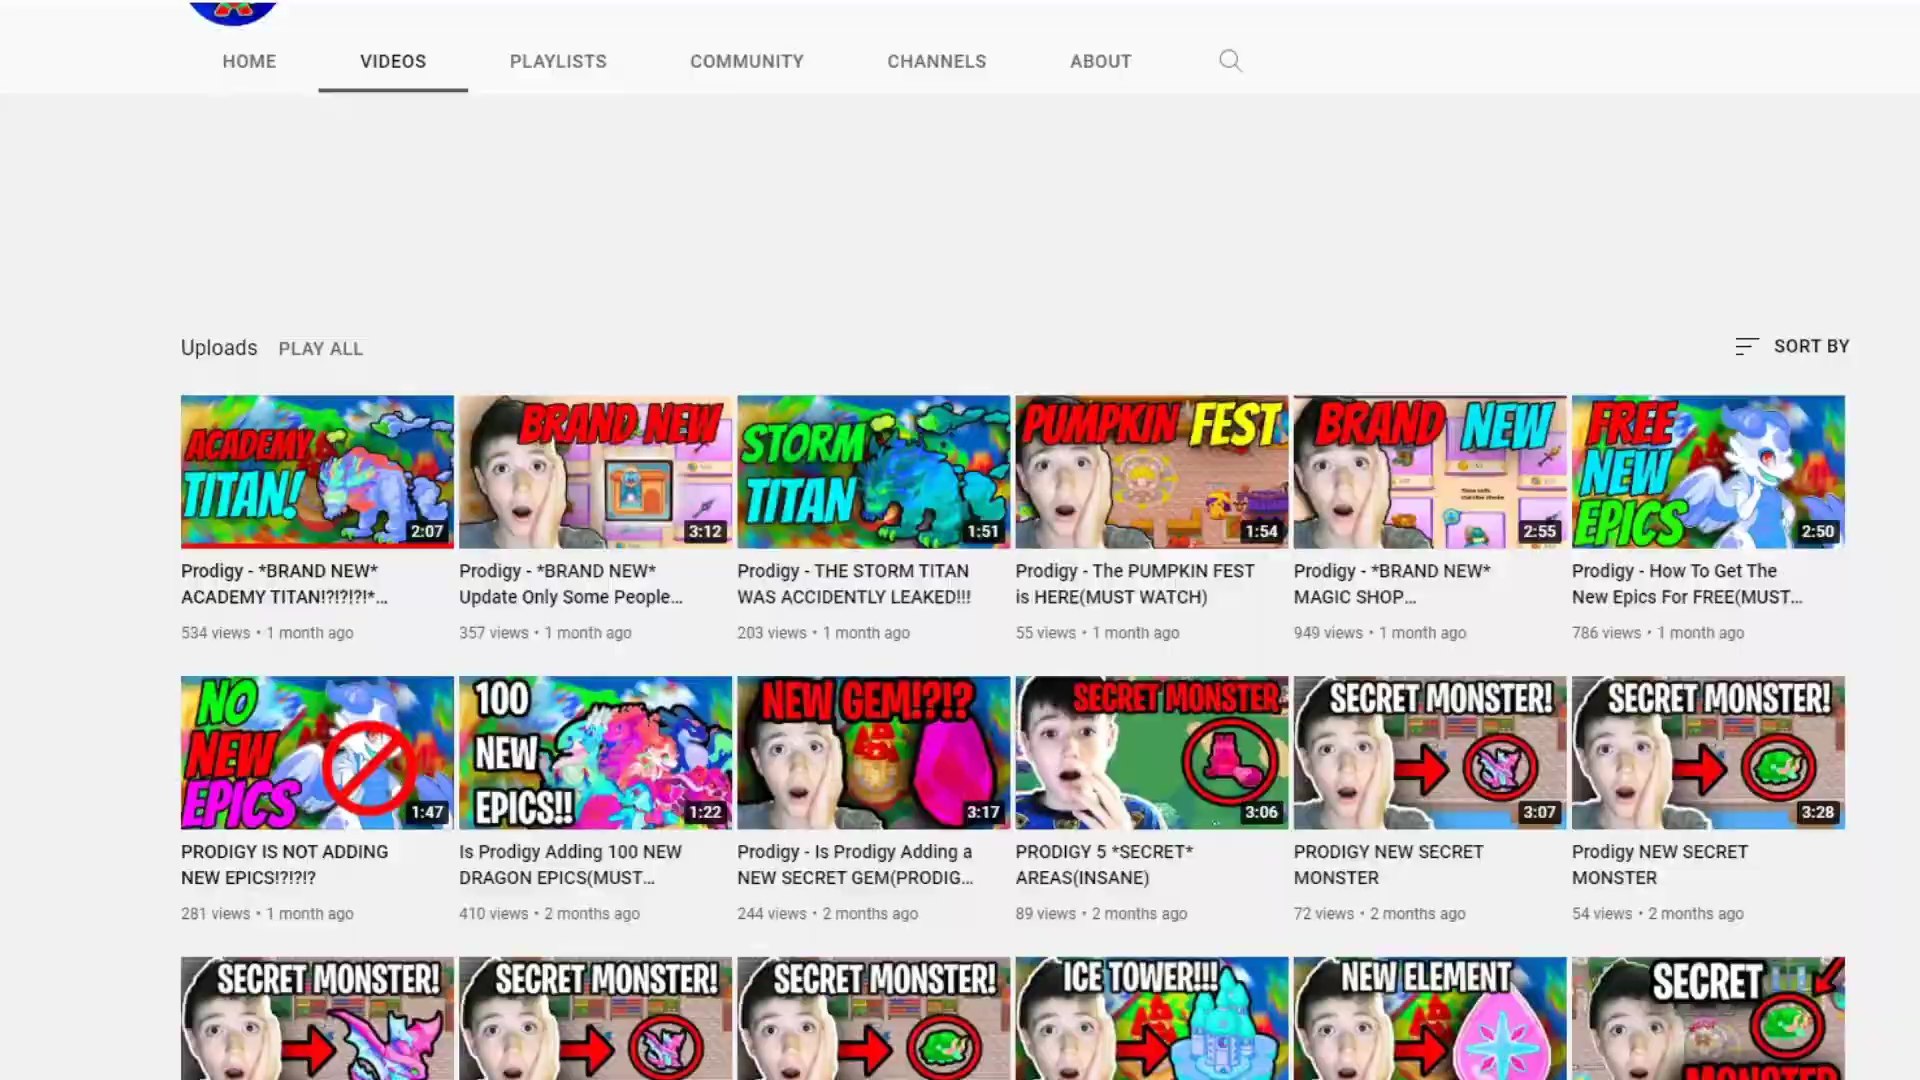 HOME VIDEOS PLAYLISTS COMMUNITY CHANNELS ABOUT
Uploads PLAY ALL SORT BY
ACADEMY
TITAN!
2:07
BRAND NEW
3:12
STORM
TITAN
1:51
PUMPKIN FEST
1:54
BRAND NEW
2:55
FREE
NEW
EPICS
2:50
Prodigy - *BRAND NEW*
ACADEMY TITAN!?!?!?!*...
534 views • 1 month ago
Prodigy - *BRAND NEW*
Update Only Some People...
357 views • 1 month ago
Prodigy - THE STORM TITAN
WAS ACCIDENTLY LEAKED!!!
203 views • 1 month ago
Prodigy - The PUMPKIN FEST
is HERE(MUST WATCH)
55 views • 1 month ago
Prodigy - *BRAND NEW*
MAGIC SHOP...
949 views • 1 month ago
Prodigy - How To Get The
New Epics For FREE(MUST...
786 views • 1 month ago
NO
NEW
EPICS
1:47
100
NEW
EPICS!!
1:22
NEW GEM!?!?
3:17
SECRET MONSTER
3:06
SECRET MONSTER!
3:07
SECRET MONSTER!
3:28
PRODIGY IS NOT ADDING
NEW EPICS!?!?!?
281 views • 1 month ago
Is Prodigy Adding 100 NEW
DRAGON EPICS(MUST...
410 views • 2 months ago
Prodigy - Is Prodigy Adding a
NEW SECRET GEM(PRODIG...
244 views • 2 months ago
PRODIGY 5 *SECRET*
AREAS(INSANE)
89 views • 2 months ago
PRODIGY NEW SECRET
MONSTER
72 views • 2 months ago
Prodigy NEW SECRET
MONSTER
54 views • 2 months ago
SECRET MONSTER!
SECRET MONSTER!
SECRET MONSTER!
ICE TOWER!!!
NEW ELEMENT
SECRET
MONSTER